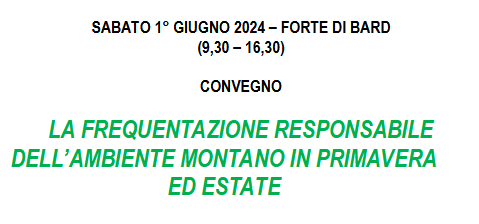 SABATO 1° GIUGNO 2024 – FORTE DI BARD
(9,30 – 16,30)
CONVEGNO
LA FREQUENTAZIONE RESPONSABILE
DELL’AMBIENTE MONTANO IN PRIMAVERA
ED ESTATE